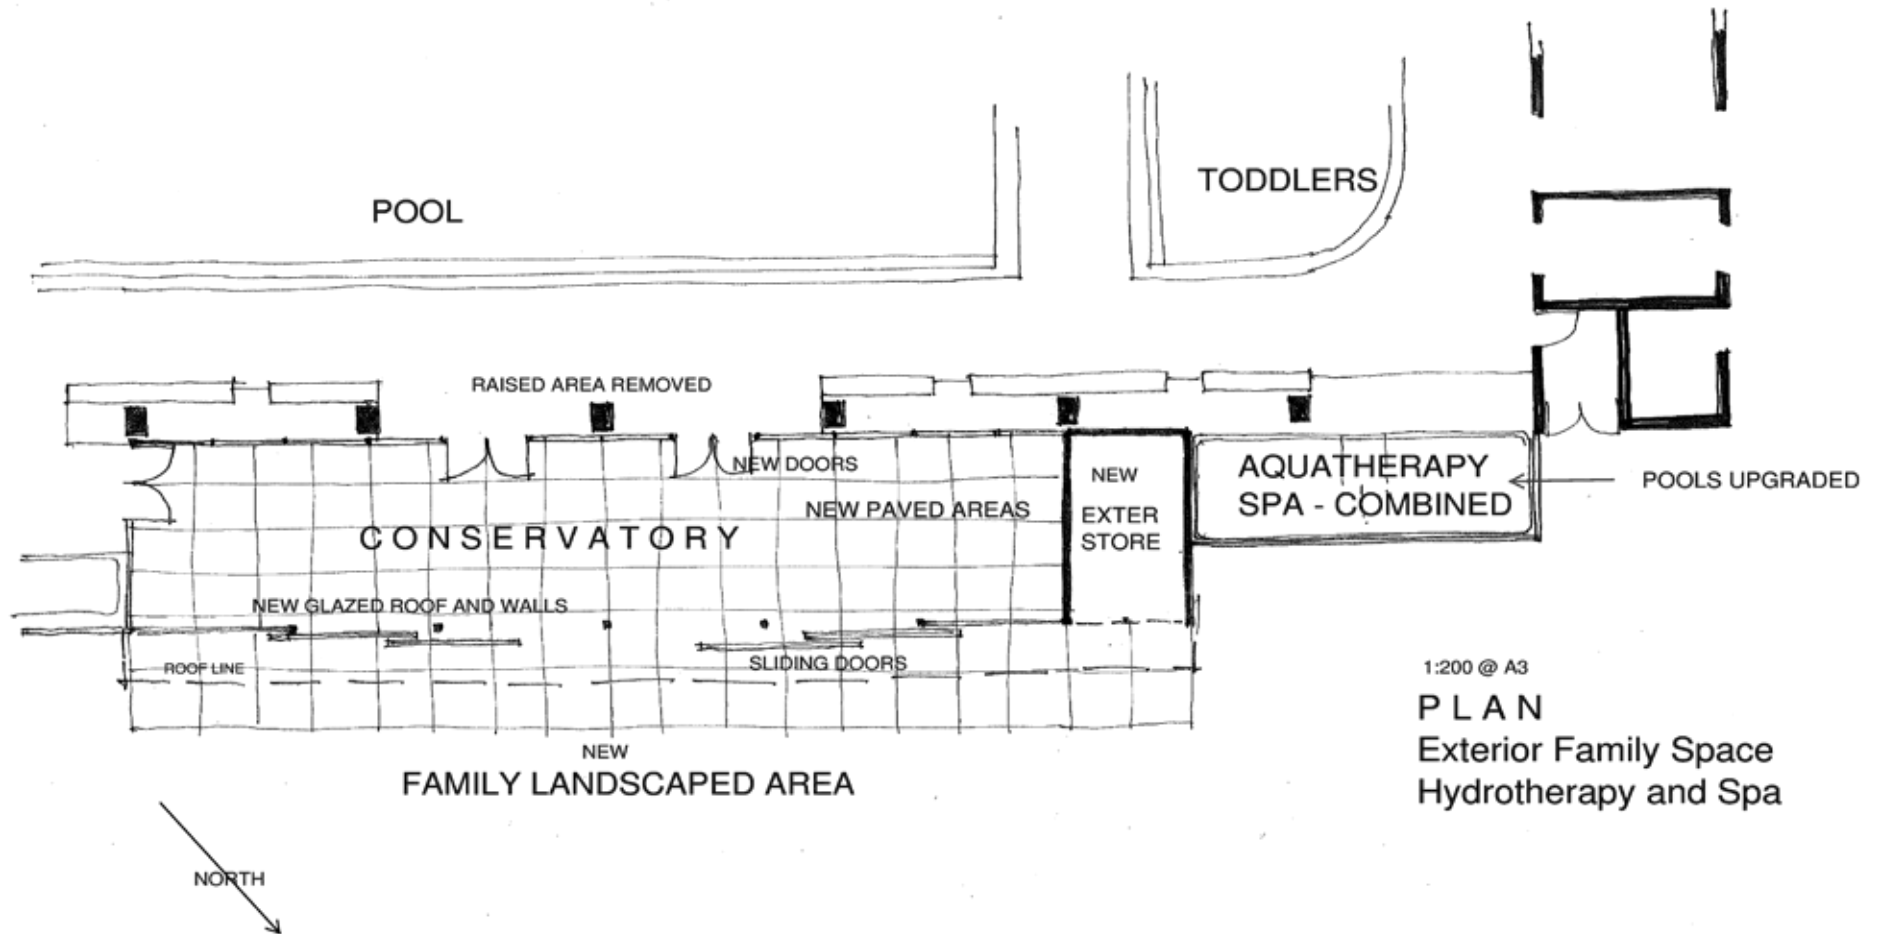 TODDLERS
POOL
RAISED AREA REMOVED
NEW DOORS
NEW PAVED AREAS
CONSERVATORY
NEW
EXTER
STORE
AQUATHERAPY
SPA - COMBINED
POOLS UPGRADED
NEW GLAZED ROOF AND WALLS
ROOF LINE
SLIDING DOORS
NEW
FAMILY LANDSCAPED AREA
NORTH
1:200 @ A3
PLAN
Exterior Family Space
Hydrotherapy and Spa